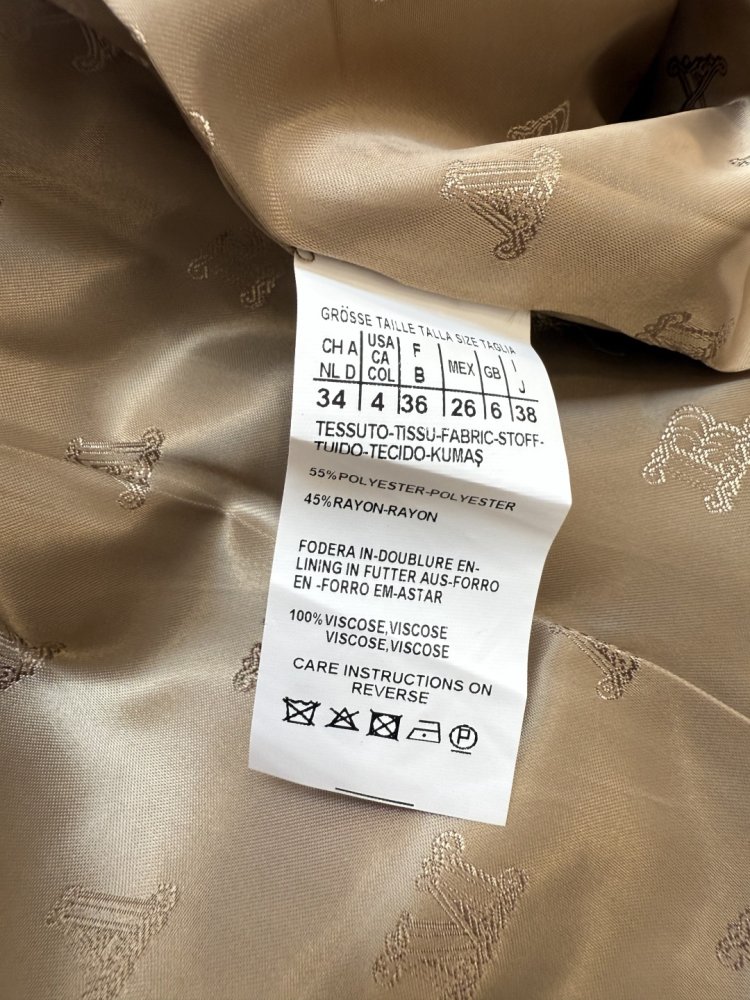 GRÖSSE TAILLE TALLA SIZE TAGLIA
CH A USA F MEX GB I
NL D CA B J
COL
34 4 36 26 6 38
TESSUTO-TISSU-FABRIC-STOFF-
TUIDO-TECIDO-KUMAŞ
55%POLYESTER-POLYESTER
45%RAYON-RAYON
FODERA IN-DOUBLURE EN-
LINING IN FUTTER AUS-FORRO
EN -FORRO EM-ASTAR
100%VISCOSE,VISCOSE
VISCOSE,VISCOSE
CARE INSTRUCTIONS ON
REVERSE
P